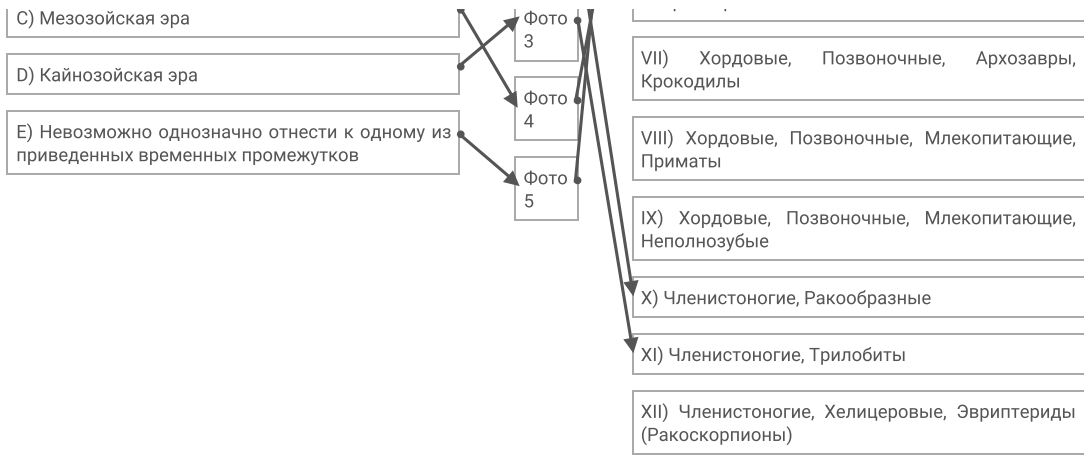 C) Мезозойская эра
D) Кайнозойская эра
E) Невозможно однозначно отнести к одному из
приведенных временных промежутков
Фото
3
Фото
4
Фото
5
VII) Хордовые, Позвоночные, Архозавры,
Крокодилы
VIII) Хордовые, Позвоночные, Млекопитающие,
Приматы
IX) Хордовые, Позвоночные, Млекопитающие,
Неполнозубые
X) Членистоногие, Ракообразные
XI) Членистоногие, Трилобиты
XII) Членистоногие, Хелицеровые, Эвриптериды
(Ракоскорпионы)